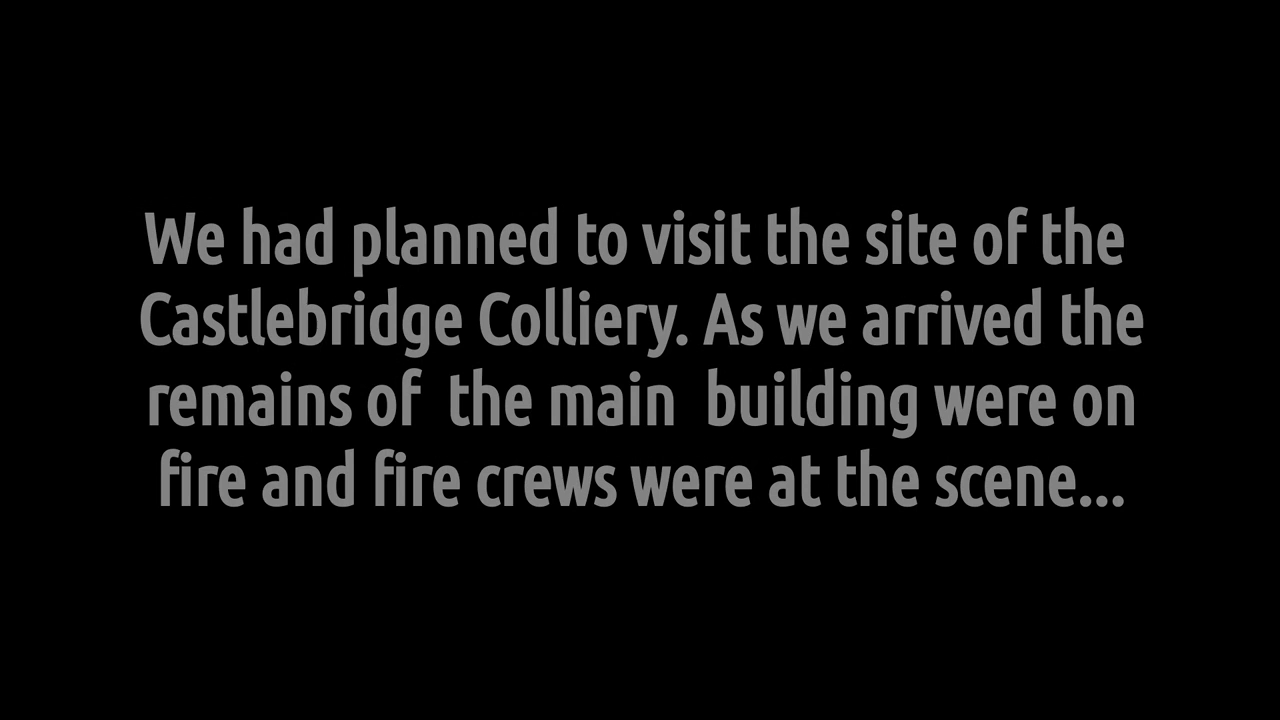 We had planned to visit the site of the
Castlebridge Colliery. As we arrived the
remains of  the main  building were on
fire and fire crews were at the scene...